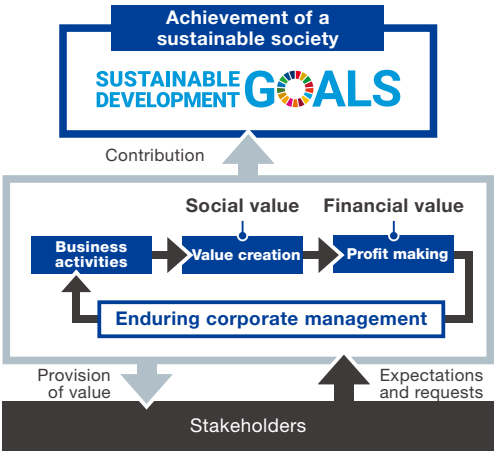 Achievement of a
sustainable society
SUSTAINABLE
DEVELOPMENT
GOALS
Contribution
Social value
Financial value
Business
activities
Value creation
Profit making
Enduring corporate management
Provision
of value
Expectations
and requests
Stakeholders